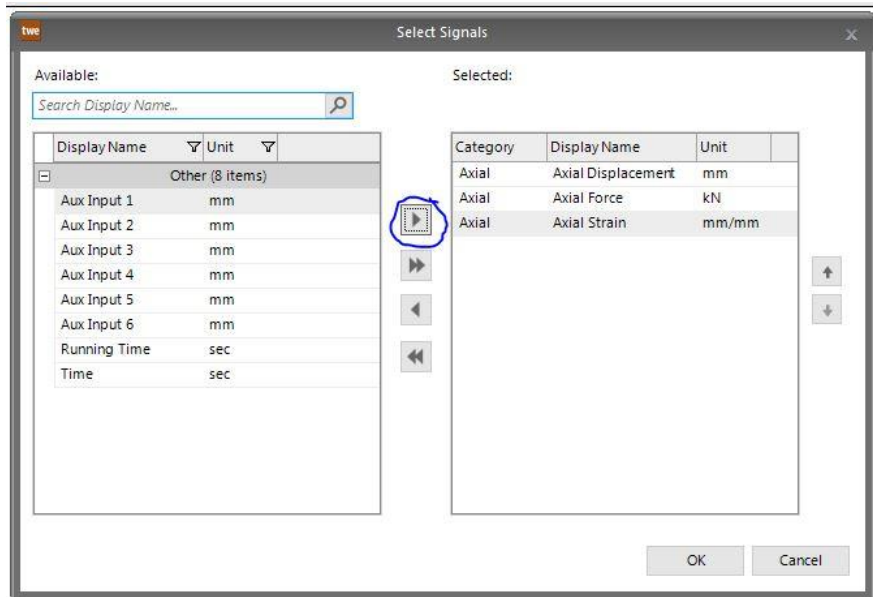 twe Select Signals
Available: Selected:
Search Display Name...
Display Name Unit Category Display Name Unit
Other (8 items) Axial Axial Displacement mm
Aux Input 1 mm Axial Axial Force kN
Aux Input 2 mm Axial Axial Strain mm/mm
Aux Input 3 mm
Aux Input 4 mm
Aux Input 5 mm
Aux Input 6 mm
Running Time sec
Time sec
OK Cancel